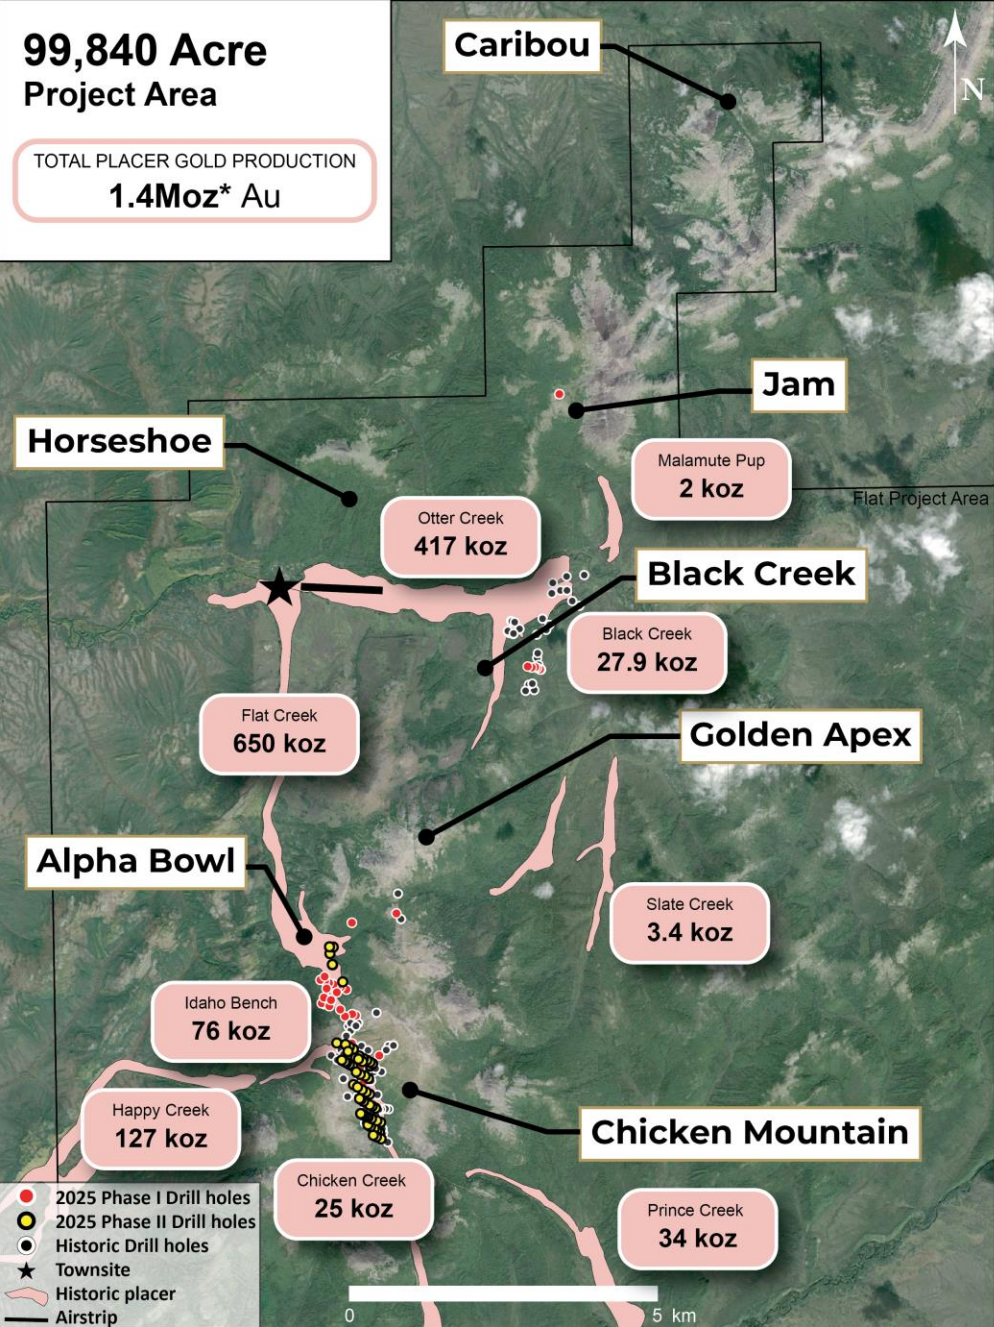 99,840 Acre
Project Area
TOTAL PLACER GOLD PRODUCTION
1.4Moz* Au
Caribou
N
Jam
Horseshoe
Malamute Pup
2 koz
Flat Project Area
Otter Creek
417 koz
Black Creek
Black Creek
27.9 koz
Flat Creek
650 koz
Golden Apex
Alpha Bowl
Slate Creek
3.4 koz
Idaho Bench
76 koz
Happy Creek
127 koz
Chicken Mountain
Chicken Creek
25 koz
Prince Creek
34 koz
2025 Phase I Drill holes
2025 Phase II Drill holes
Historic Drill holes
Townsite
Historic placer
Airstrip
0 5 km